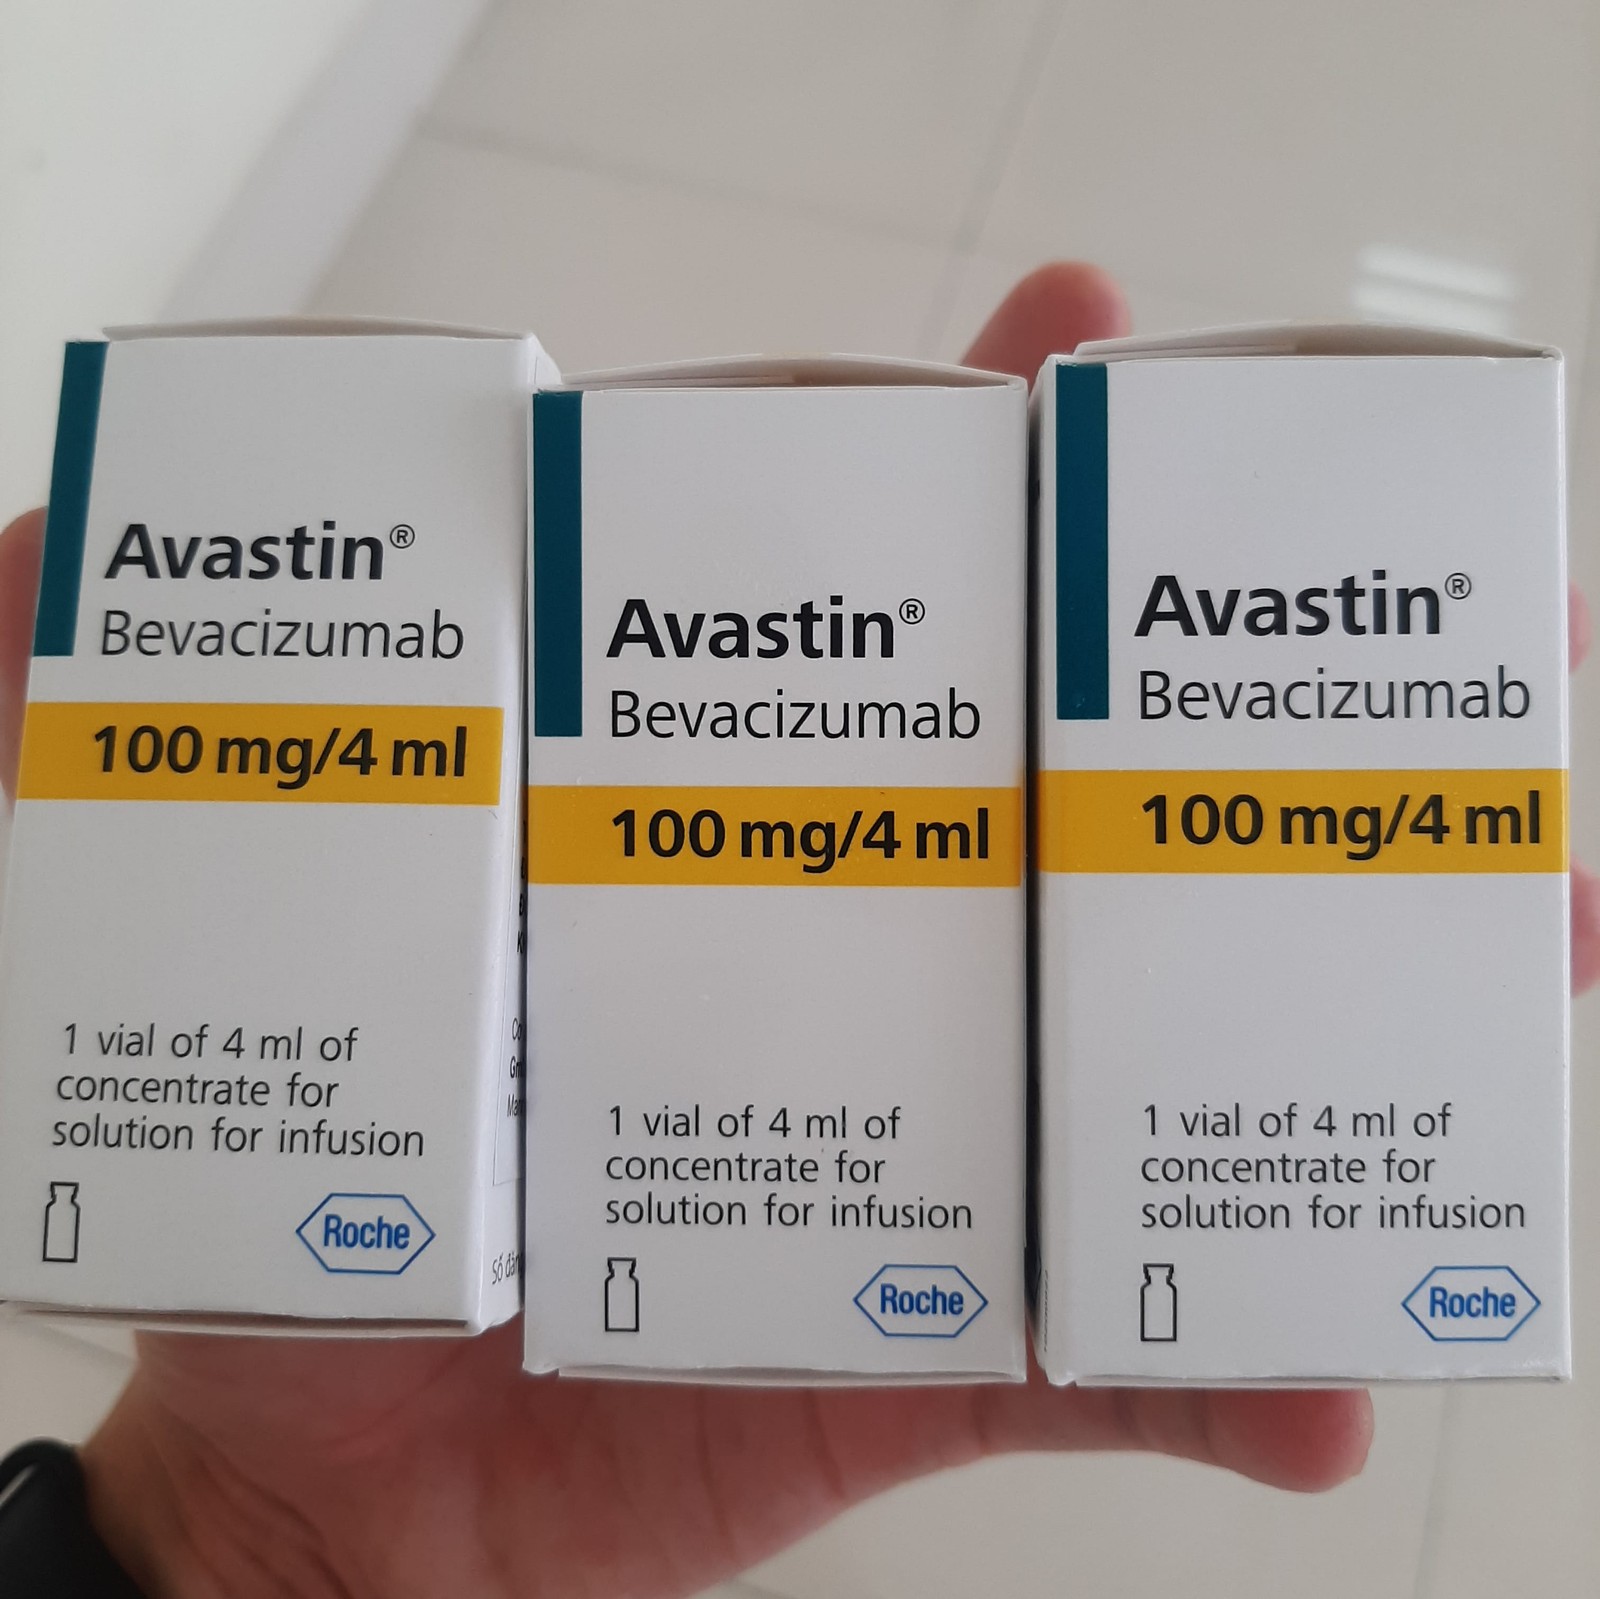 Avastin®
Bevacizumab
100 mg/4 ml
1 vial of 4 ml of
concentrate for
solution for infusion
Roche
Số
Avastin®
Bevacizumab
100 mg/4 ml
1 vial of 4 ml of
concentrate for
solution for infusion
Roche
Avastin®
Bevacizumab
100 mg/4 ml
1 vial of 4 ml of
concentrate for
solution for infusion
Roche